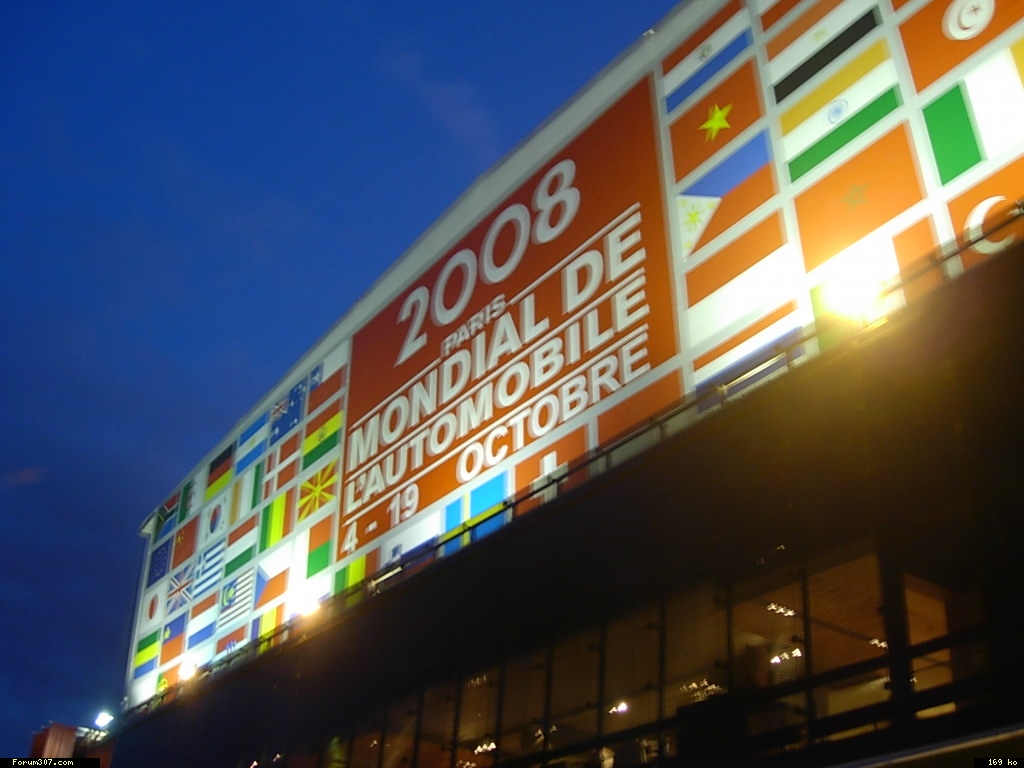 2008
PARIS
MONDIAL DE
L'AUTOMOBILE
4 - 19 OCTOBRE
Forum307.com
169 ko